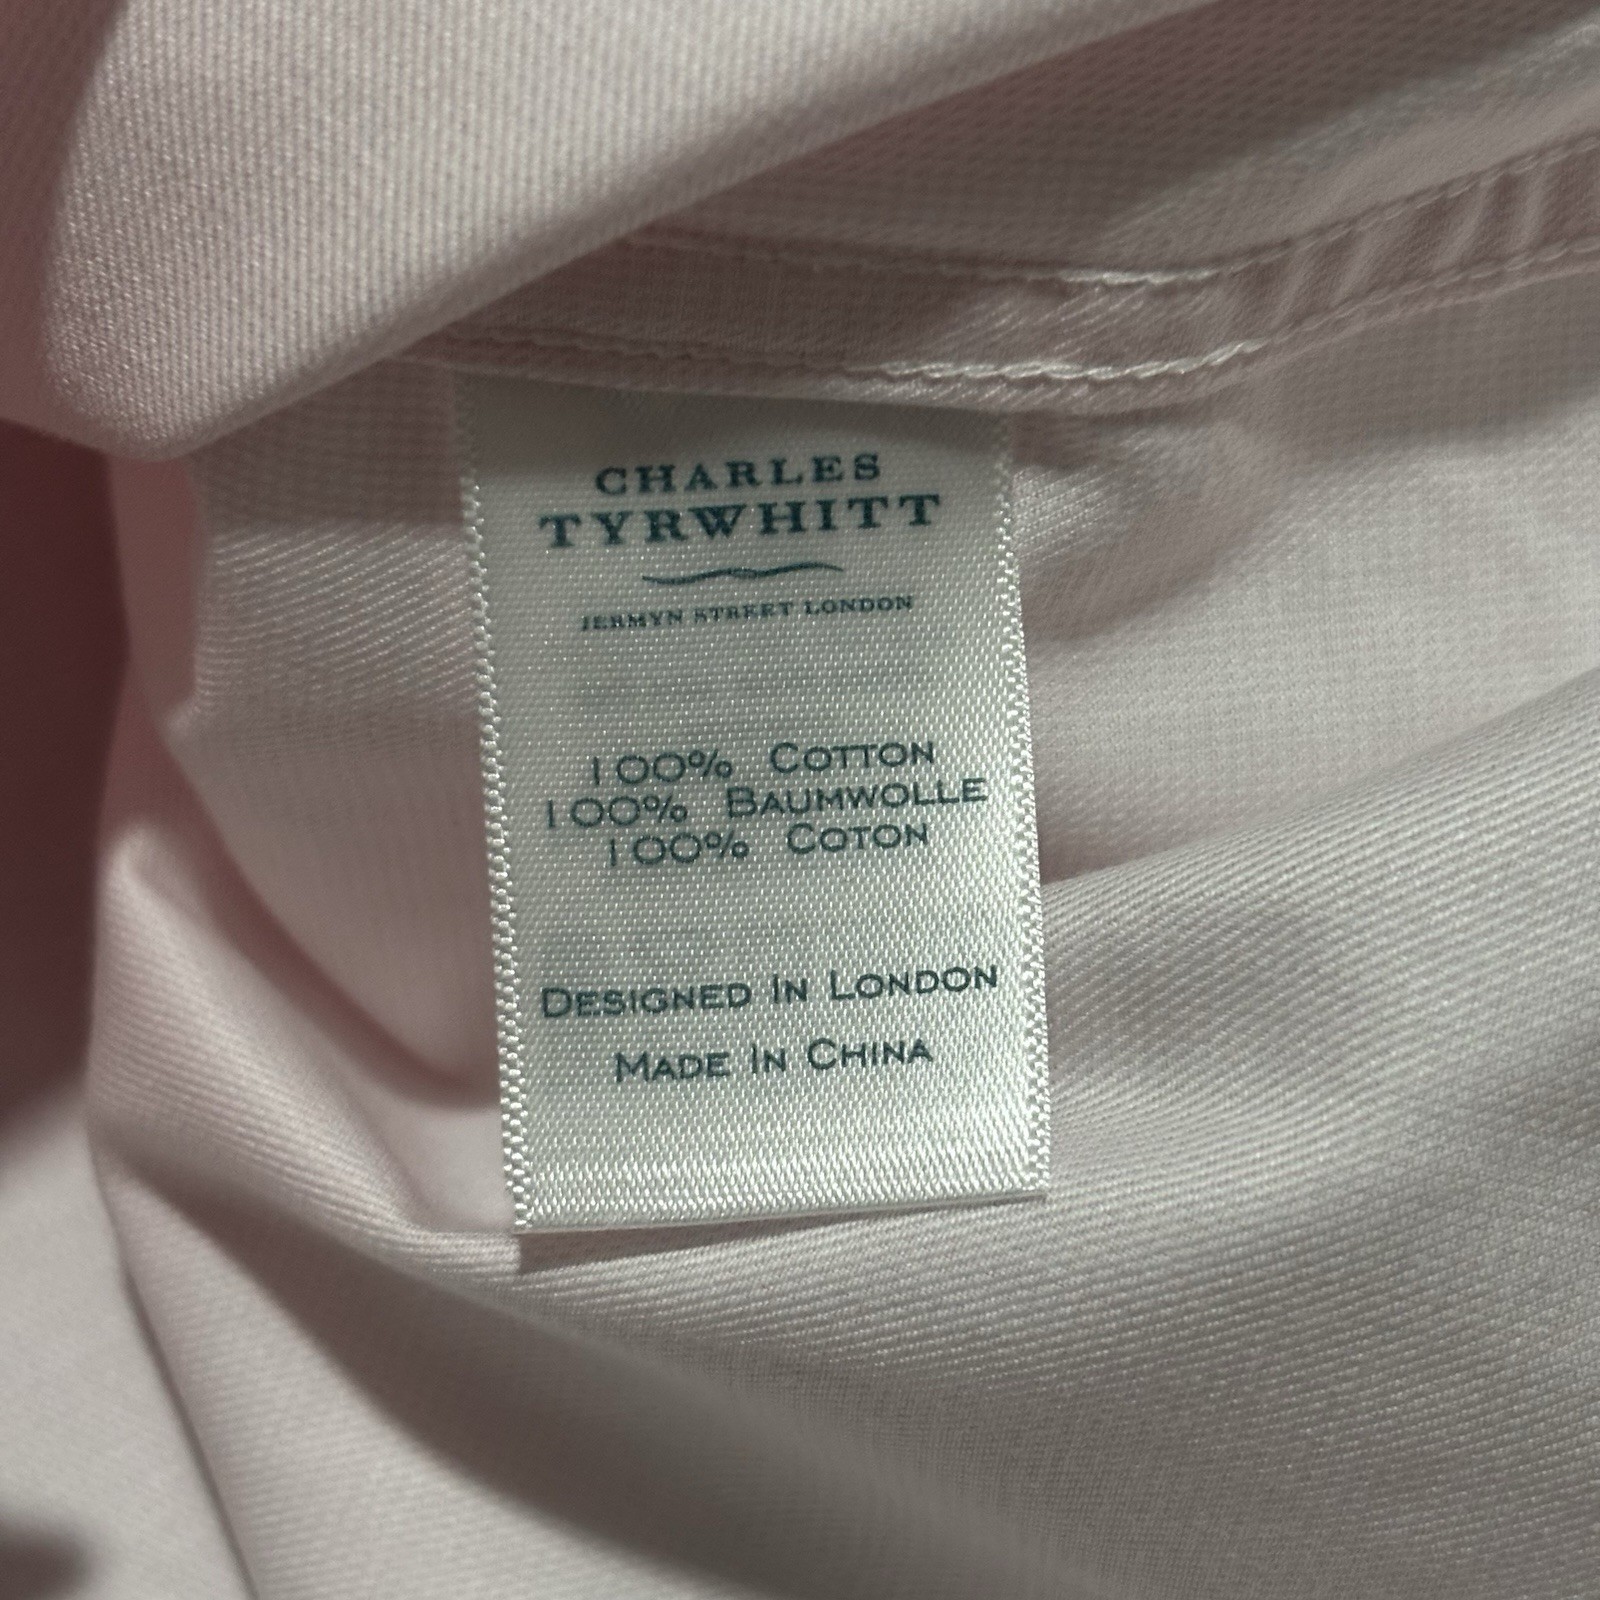 CHARLES
TYRWHITT
JERMYN STREET LONDON
100% COTTON
100% BAUMWOLLE
100% COTON
DESIGNED IN LONDON
MADE IN CHINA